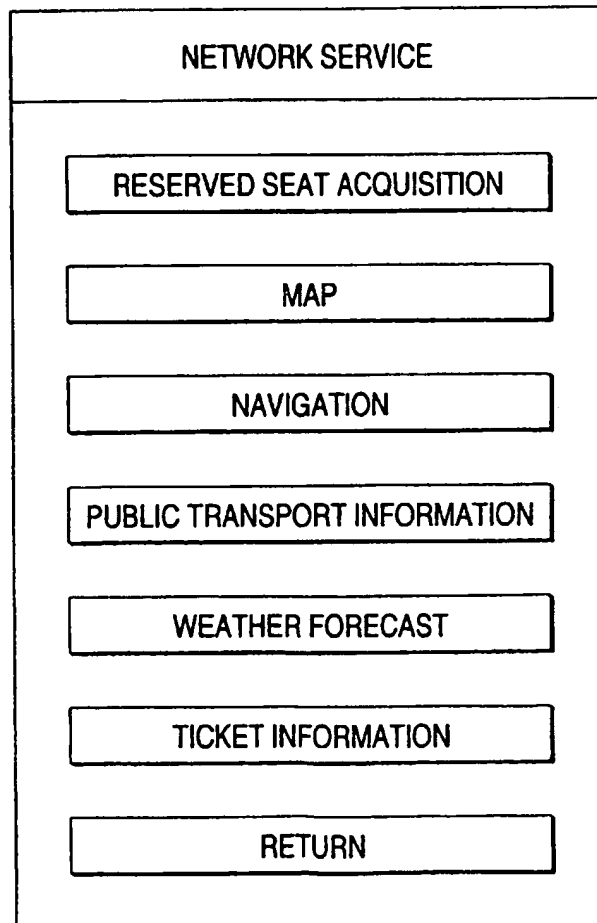 NETWORK SERVICE
RESERVED SEAT ACQUISITION
MAP
NAVIGATION
PUBLIC TRANSPORT INFORMATION
WEATHER FORECAST
TICKET INFORMATION
RETURN